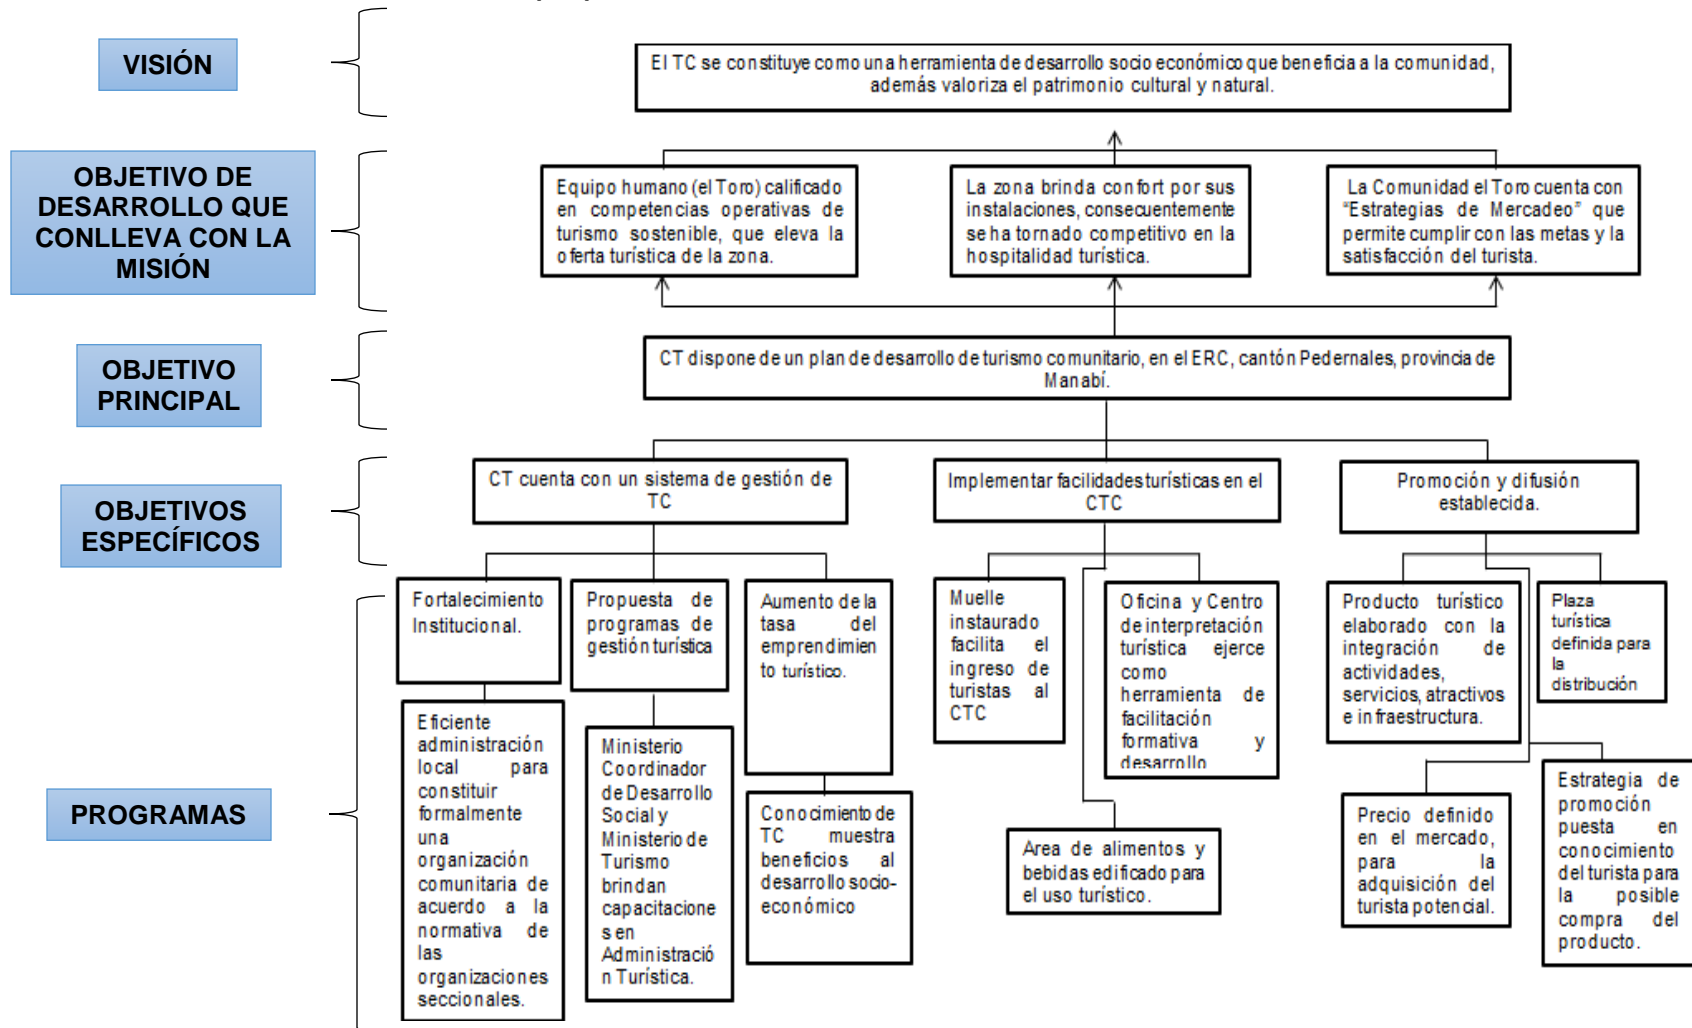 VISIÓN
El TC se constituye como una herramienta de desarrollo socio económico que beneficia a la comunidad,
además valoriza el patrimonio cultural y natural.
OBJETIVO DE
DESARROLLO QUE
CONLLEVA CON LA
MISIÓN
Equipo humano (el Toro) calificado
en competencias operativas de
turismo sostenible, que eleva la
oferta turística de la zona.
La zona brinda confort por sus
instalaciones, consecuentemente
se ha tornado competitivo en la
hospitalidad turística.
La Comunidad el Toro cuenta con
"Estrategias de Mercadeo" que
permite cumplir con las metas y la
satisfacción del turista.
OBJETIVO
PRINCIPAL
CT dispone de un plan de desarrollo de turismo comunitario, en el ERC, cantón Pedernales, provincia de
Manabí.
OBJETIVOS
ESPECÍFICOS
CT cuenta con un sistema de gestión de
TC
Implementar facilidades turísticas en el
CTC
Promoción y difusión
establecida.
PROGRAMAS
Fortalecimiento
Institucional.
Propuesta de
programas de
gestión turística
Aumento de la
tasa del
emprendimien
to turístico.
Muelle
instaurado
facilita el
ingreso de
turistas al
CTC
Oficina y Centro
de interpretación
turística ejerce
como
herramienta de
facilitación
formativa y
desarrollo
Producto turístico
elaborado con la
integración de
actividades,
servicios, atractivos
e infraestructura.
Plaza
turística
definida para
la
distribución
Eficiente
administración
local para
constituir
formalmente
una
organización
comunitaria de
acuerdo a la
normativa de
las
organizaciones
seccionales.
Ministerio
Coordinador
de Desarrollo
Social y
Ministerio de
Turismo
brindan
capacitacione
s en
Administració
n Turística.
Conocimiento de
TC muestra
beneficios al
desarrollo socio-
económico
Area de alimentos y
bebidas edificado para
el uso turístico.
Precio definido
en el mercado,
para la
adquisición del
turista potencial.
Estrategia de
promoción
puesta en
conocimiento
del turista para
la posible
compra del
producto.